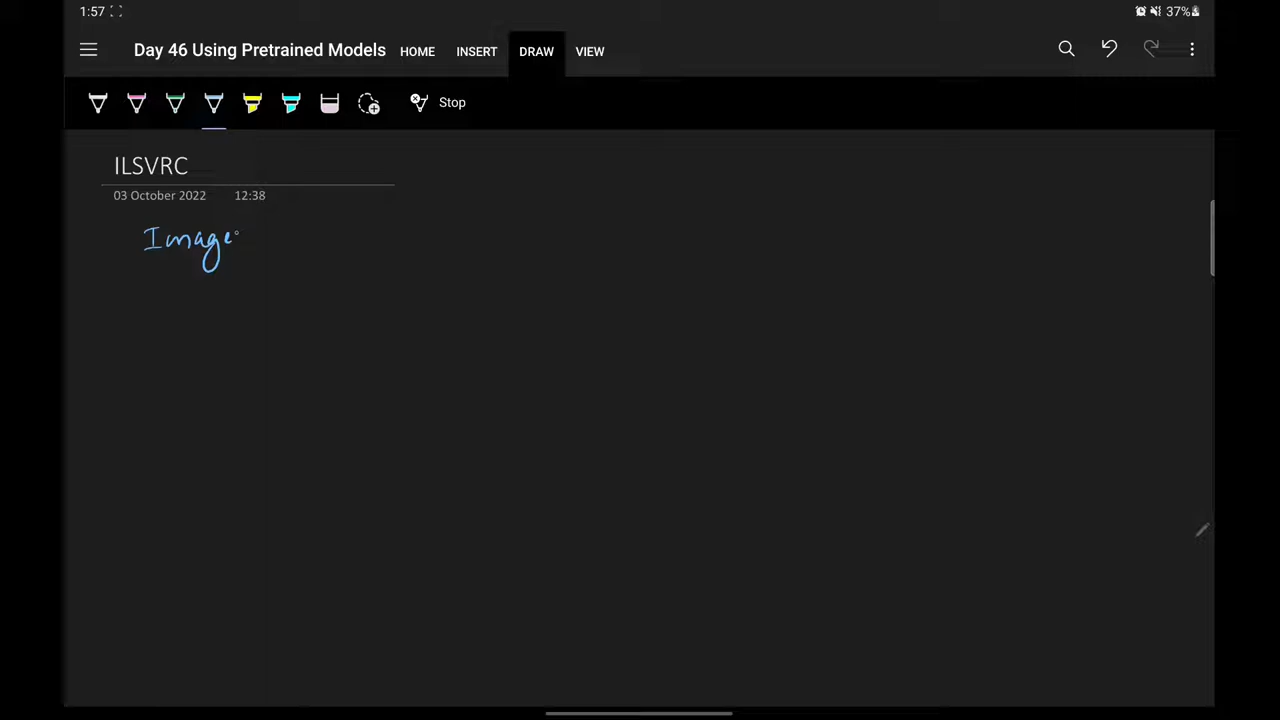 1:57 37%
Day 46 Using Pretrained Models HOME INSERT DRAW VIEW
Stop
ILSVRC
03 October 2022 12:38
Image